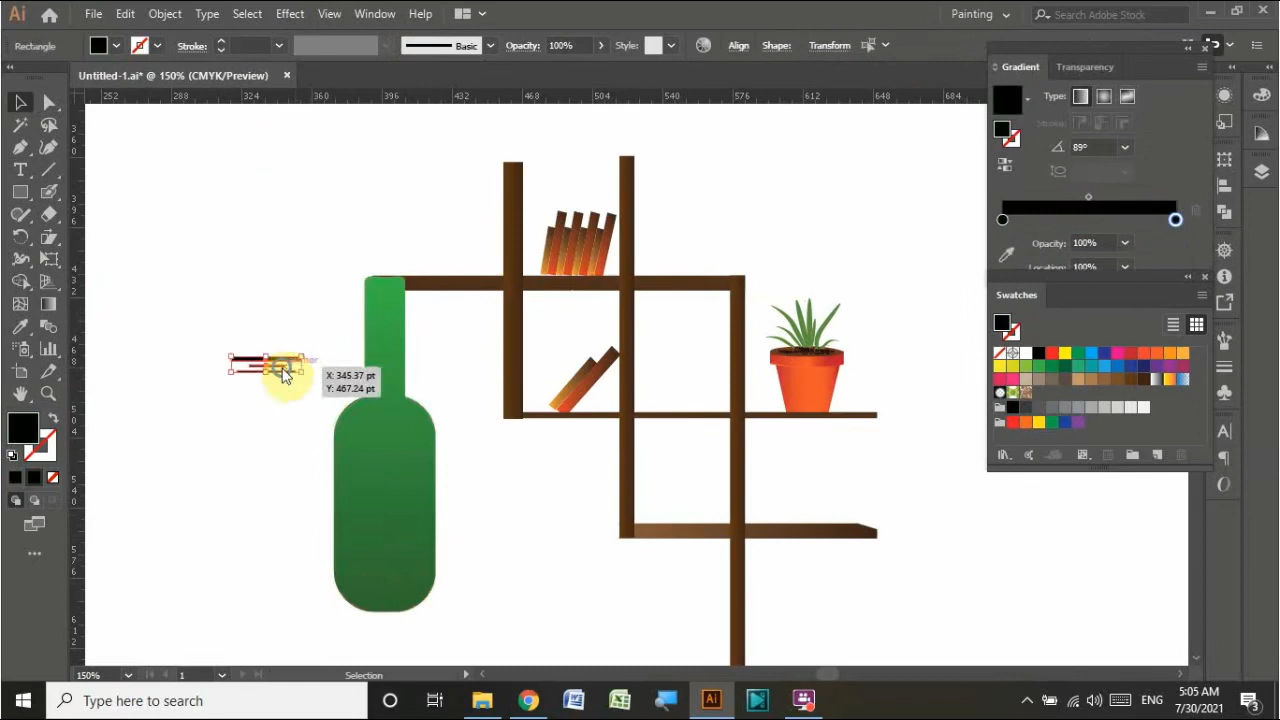 Ai File Edit Object Type Select Effect View Window Help Painting Search Adobe Stock
Rectangle Stroke: Basic Opacity: 100% Style: Align Shape: Transform
Untitled-1.ai* @ 150% (CMYK/Preview)
252 288 324 360 396 432 468 504 540 576 612 648 684
Gradient Transparency
Type:
Stroke:
89°
Opacity: 100%
Location: 100%
Swatches
X: 345.37 pt
Y: 467.24 pt
150% 1 Selection
Type here to search
Ai
ENG
5:05 AM
7/30/2021
3